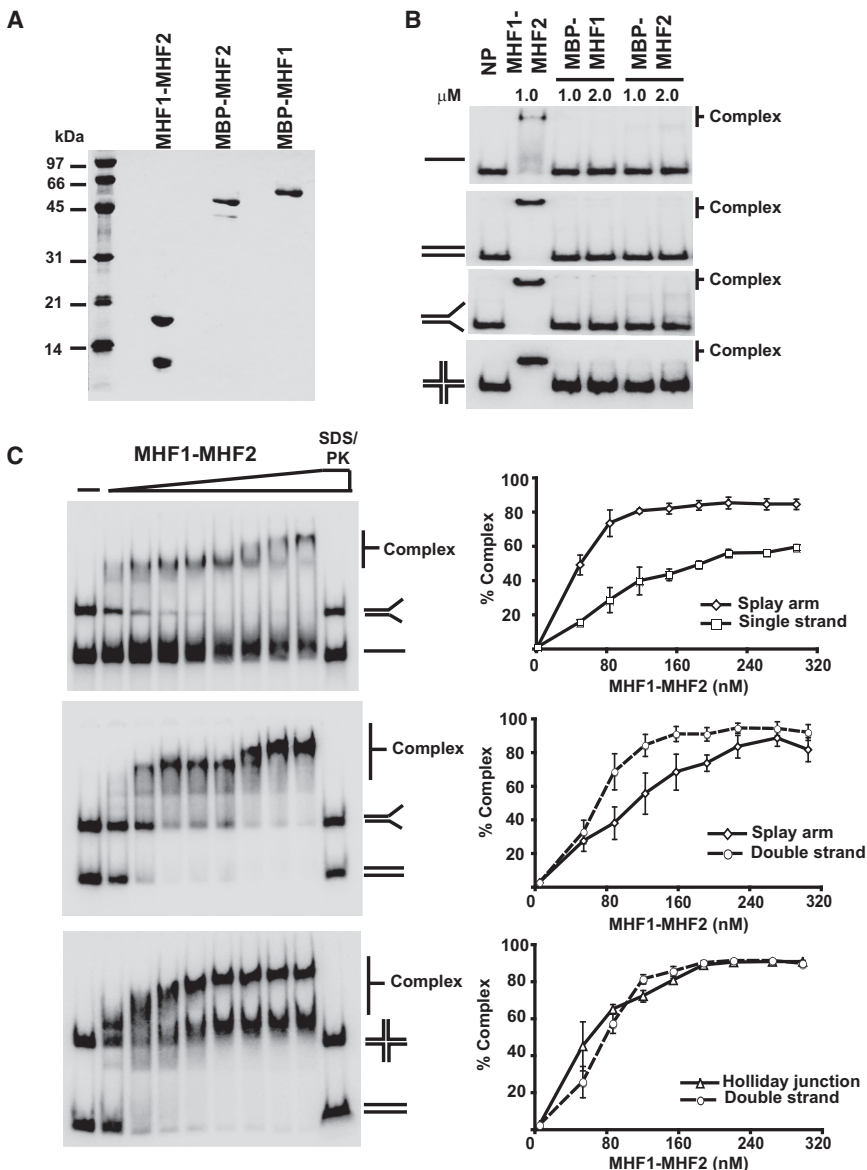 A
MHF1-MHF2
MBP-MHF2
MBP-MHF1
kDa
97
66
45
31
21
14
B
NP
MHF1-
MHF2
MBP-
MHF1
MBP-
MHF2
μM
1.0
1.0 2.0
1.0 2.0
Complex
Complex
Complex
Complex
C
MHF1-MHF2
SDS/
PK
Complex
% Complex
100
80
60
40
20
0
80
160
240
320
Splay arm
Single strand
MHF1-MHF2 (nM)
Complex
% Complex
100
80
60
40
20
0
80
160
240
320
Splay arm
Double strand
MHF1-MHF2 (nM)
Complex
% Complex
100
80
60
40
20
0
80
160
240
320
Holliday junction
Double strand
MHF1-MHF2 (nM)